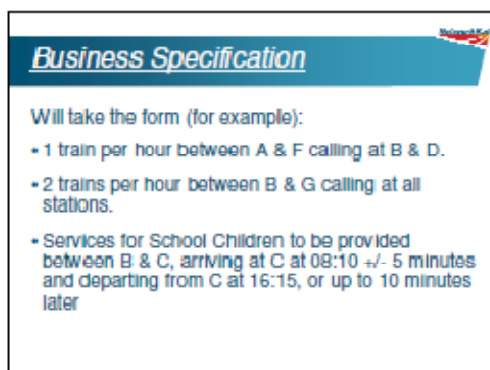 Business Specification
Will take the form (for example):
• 1 train per hour between A & F calling at B & D.
• 2 trains per hour between B & G calling at all
stations.
• Services for School Children to be provided
between B & C, arriving at C at 08:10 +/- 5 minutes
and departing from C at 16:15, or up to 10 minutes
later